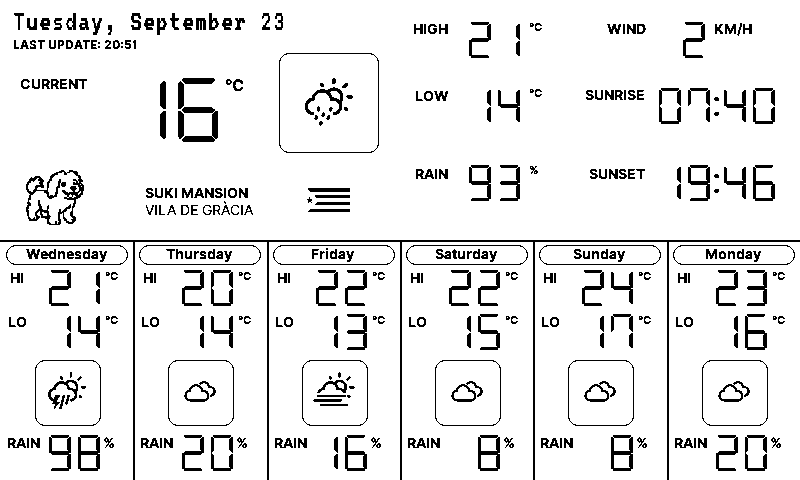 Tuesday, September 23
LAST UPDATE: 20:51
CURRENT 16 °C
HIGH 21 °C
LOW 14 °C
RAIN 93 %
WIND 2 KM/H
SUNRISE 07:40
SUNSET 19:46
SUKI MANSION
VILA DE GRÀCIA
Wednesday
HI 21 °C
LO 14 °C
RAIN 98 %
Thursday
HI 20 °C
LO 14 °C
RAIN 20 %
Friday
HI 22 °C
LO 13 °C
RAIN 16 %
Saturday
HI 22 °C
LO 15 °C
RAIN 8 %
Sunday
HI 24 °C
LO 17 °C
RAIN 8 %
Monday
HI 23 °C
LO 16 °C
RAIN 20 %